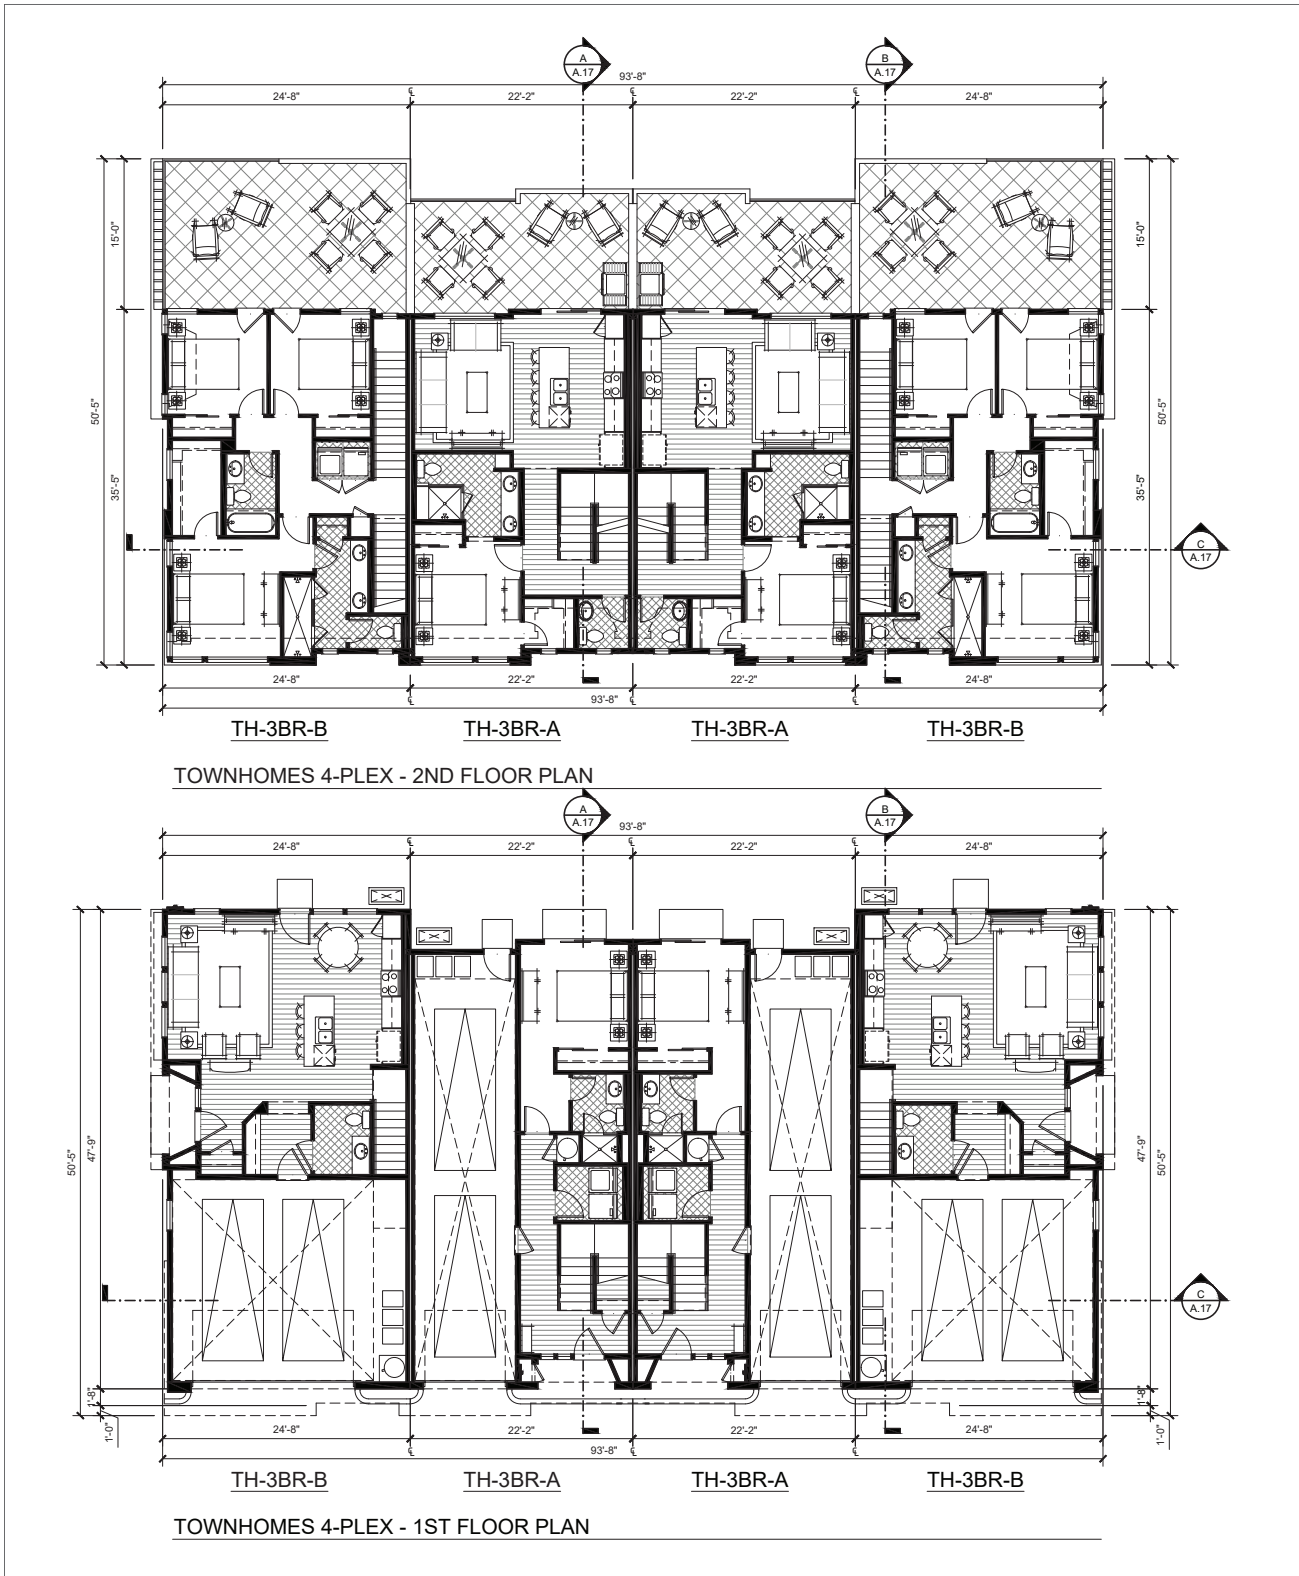 A
A.17
B
A.17
93'-8"
24'-8"
22'-2"
22'-2"
24'-8"
15'-0"
15'-0"
50'-5"
35'-5"
35'-5"
50'-5"
C
A.17
24'-8"
22'-2"
22'-2"
24'-8"
93'-8"
TH-3BR-B
TH-3BR-A
TH-3BR-A
TH-3BR-B
TOWNHOMES 4-PLEX - 2ND FLOOR PLAN
A
A.17
B
A.17
93'-8"
24'-8"
22'-2"
22'-2"
24'-8"
50'-5"
47'-9"
47'-9"
50'-5"
C
A.17
1'-8"
1'-8"
1'-0"
1'-0"
24'-8"
22'-2"
22'-2"
24'-8"
93'-8"
TH-3BR-B
TH-3BR-A
TH-3BR-A
TH-3BR-B
TOWNHOMES 4-PLEX - 1ST FLOOR PLAN